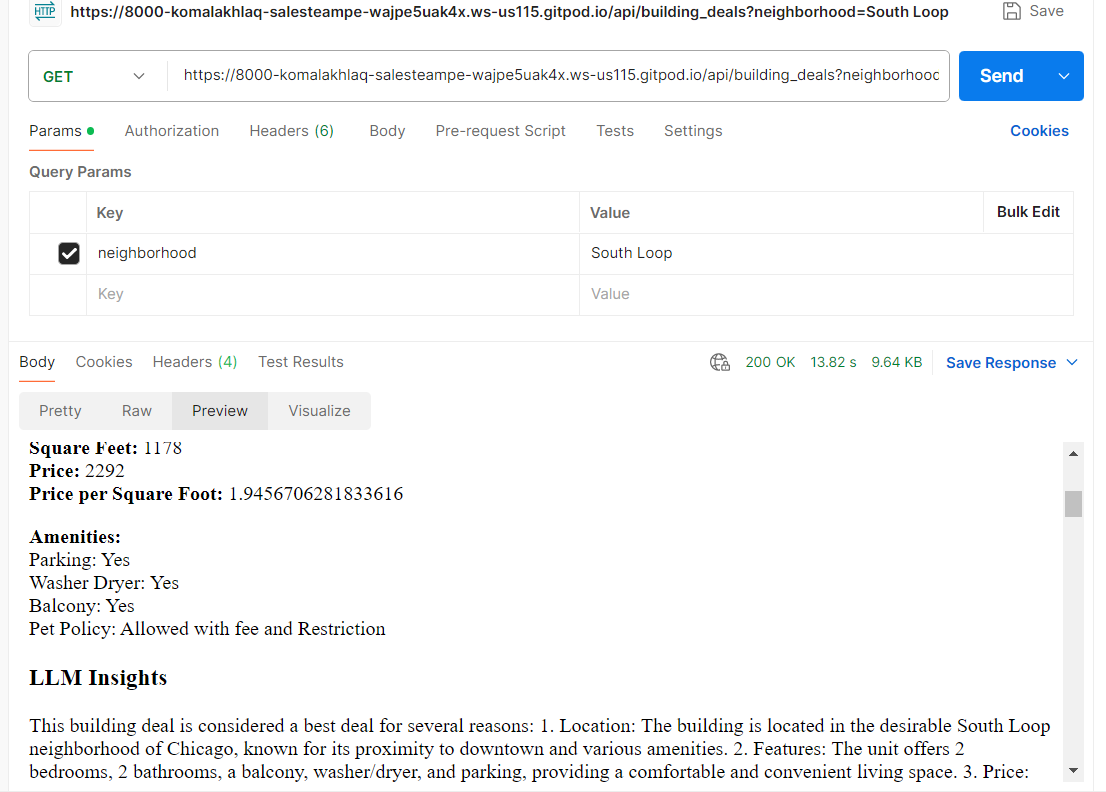 HTTP https://8000-komalakhlaq-salesteampe-wajpe5uak4x.ws-us115.gitpod.io/api/building_deals?neighborhood=South Loop Save
GET https://8000-komalakhlaq-salesteampe-wajpe5uak4x.ws-us115.gitpod.io/api/building_deals?neighborhood Send
Params Authorization Headers (6) Body Pre-request Script Tests Settings Cookies
Query Params
Key Value Bulk Edit
neighborhood South Loop
Key Value
Body Cookies Headers (4) Test Results 200 OK 13.82 s 9.64 KB Save Response
Pretty Raw Preview Visualize
Square Feet: 1178
Price: 2292
Price per Square Foot: 1.9456706281833616
Amenities:
Parking: Yes
Washer Dryer: Yes
Balcony: Yes
Pet Policy: Allowed with fee and Restriction
LLM Insights
This building deal is considered a best deal for several reasons: 1. Location: The building is located in the desirable South Loop
neighborhood of Chicago, known for its proximity to downtown and various amenities. 2. Features: The unit offers 2
bedrooms, 2 bathrooms, a balcony, washer/dryer, and parking, providing a comfortable and convenient living space. 3. Price: